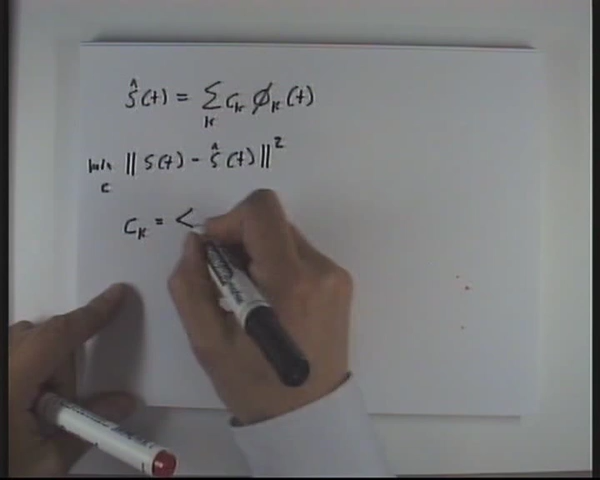 ŝ(t) = Σ_k c_k ϕ_k(t)
min_c || s(t) - ŝ(t) ||²
c_k = <